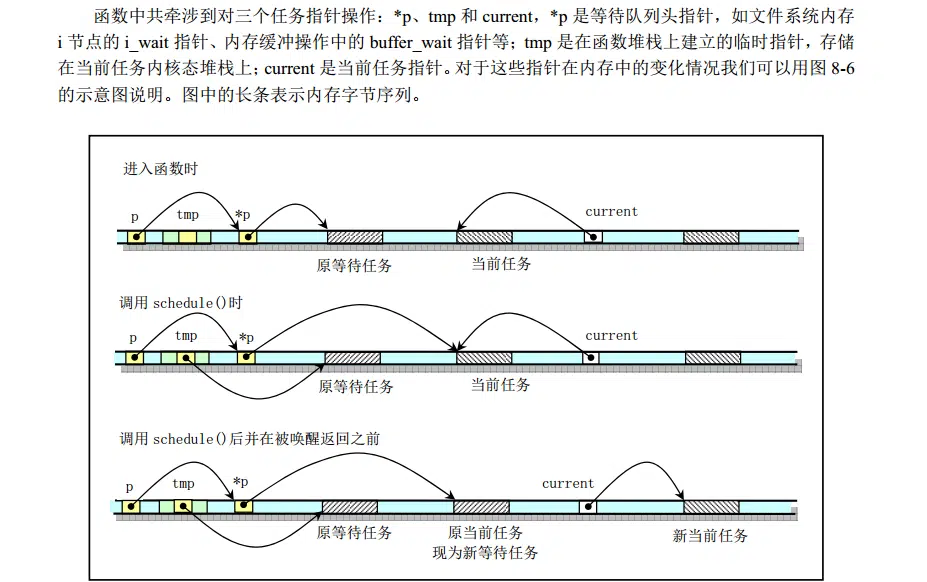 函数中共牵涉到对三个任务指针操作：*p、tmp 和 current，*p 是等待队列头指针，如文件系统内存
i 节点的 i_wait 指针、内存缓冲操作中的 buffer_wait 指针等；tmp 是在函数堆栈上建立的临时指针，存储
在当前任务内核态堆栈上；current 是当前任务指针。对于这些指针在内存中的变化情况我们可以用图 8-6
的示意图说明。图中的长条表示内存字节序列。
进入函数时
p tmp *p current
原等待任务 当前任务
调用 schedule()时
p tmp *p current
原等待任务 当前任务
调用 schedule()后并在被唤醒返回之前
p tmp *p current
原等待任务 原当前任务 新当前任务
现为新等待任务